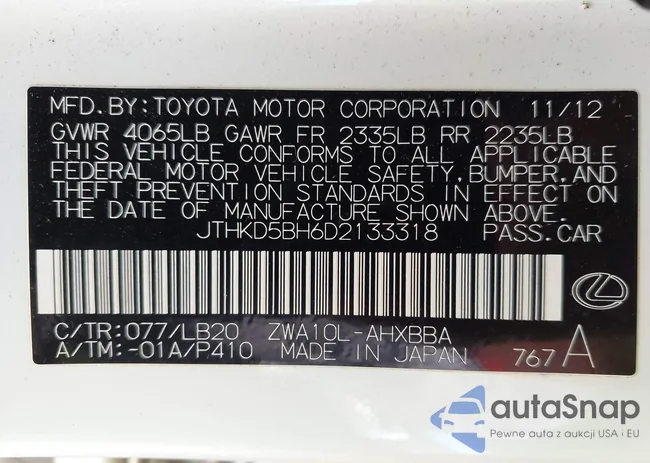 MFD.BY:TOYOTA MOTOR CORPORATION 11/12
GVWR 4065LB GAWR FR 2335LB RR 2235LB
THIS VEHICLE CONFORMS TO ALL APPLICABLE
FEDERAL MOTOR VEHICLE SAFETY,BUMPER,AND
THEFT PREVENTION STANDARDS IN EFFECT ON
THE DATE OF MANUFACTURE SHOWN ABOVE.
JTHKD5BH6D2133318 PASS.CAR
C/TR:077/LB20 ZWA10L-AHXBBA
A/TM:-01A/P410 MADE IN JAPAN 767 A
autaSnap
Pewne auta z aukcji USA i EU